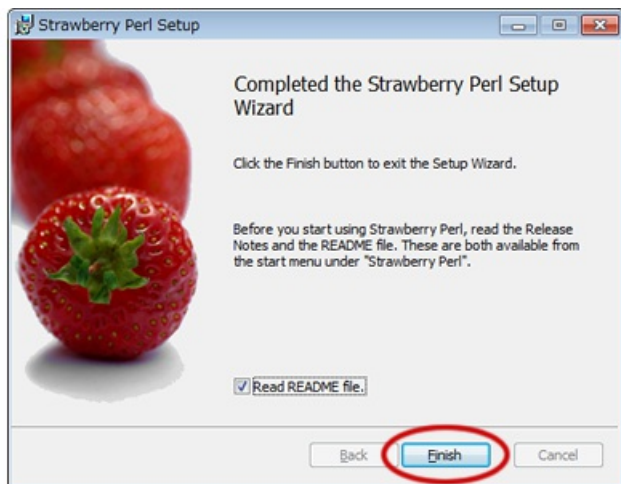 Strawberry Perl Setup
Completed the Strawberry Perl Setup
Wizard
Click the Finish button to exit the Setup Wizard.
Before you start using Strawberry Perl, read the Release
Notes and the README file. These are both available from
the start menu under "Strawberry Perl".
Read README file.
Back Finish Cancel